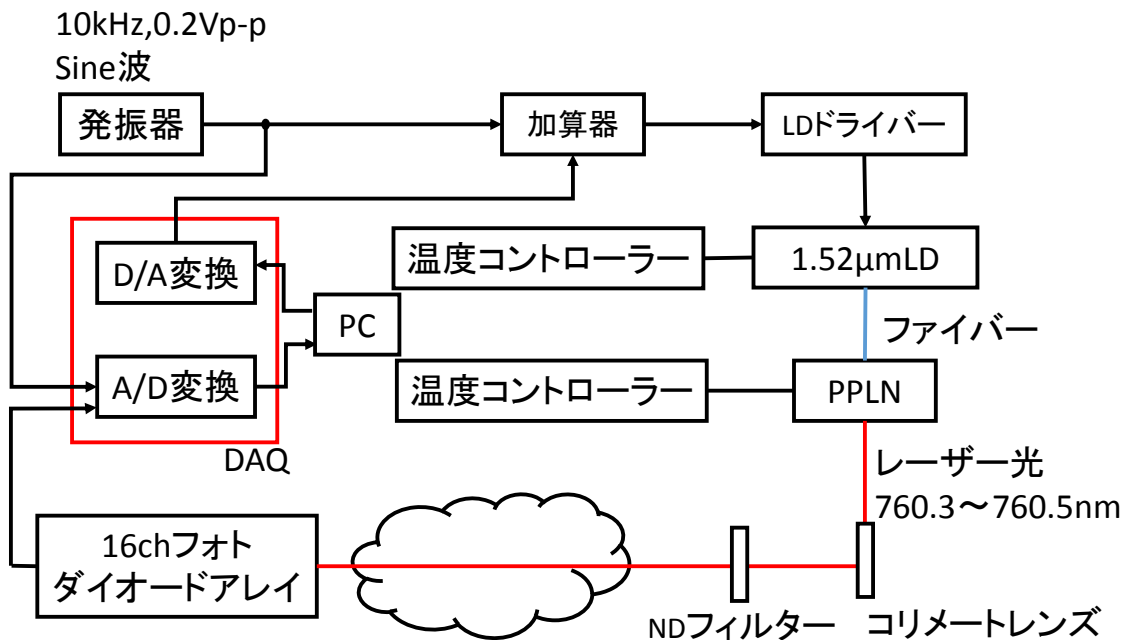 10kHz,0.2Vp-p
Sine波
発振器
加算器
LDドライバー
D/A変換
温度コントローラー
1.52μmLD
PC
ファイバー
A/D変換
温度コントローラー
PPLN
DAQ
レーザー光
760.3～760.5nm
16chフォト
ダイオードアレイ
NDフィルター
コリメートレンズ